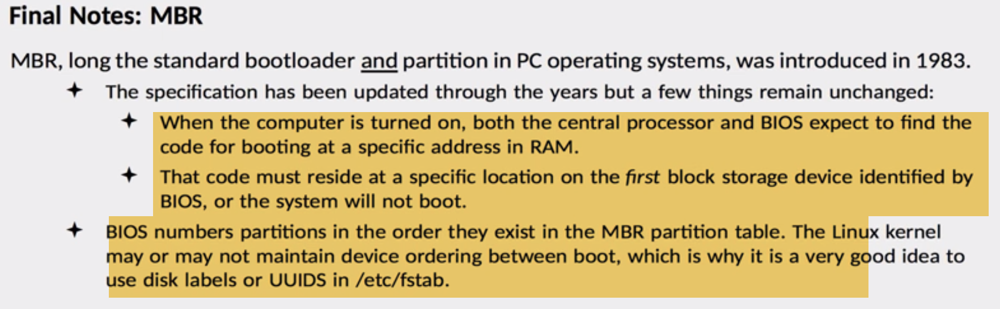 Final Notes: MBR
MBR, long the standard bootloader and partition in PC operating systems, was introduced in 1983.
The specification has been updated through the years but a few things remain unchanged:
When the computer is turned on, both the central processor and BIOS expect to find the
code for booting at a specific address in RAM.
That code must reside at a specific location on the first block storage device identified by
BIOS, or the system will not boot.
BIOS numbers partitions in the order they exist in the MBR partition table. The Linux kernel
may or may not maintain device ordering between boot, which is why it is a very good idea to
use disk labels or UUIDS in /etc/fstab.